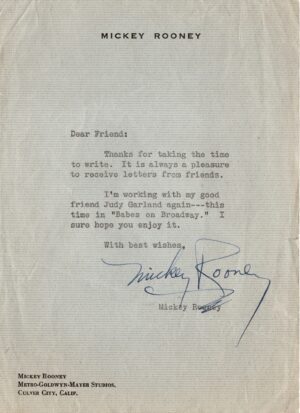 MICKEY ROONEY
Dear Friend:
Thanks for taking the time
to write. It is always a pleasure
to receive letters from friends.
I'm working with my good
friend Judy Garland again---this
time in "Babes on Broadway." I
sure hope you enjoy it.
With best wishes,
Mickey Rooney
Mickey Rooney
MICKEY ROONEY
METRO-GOLDWYN-MAYER STUDIOS,
CULVER CITY, CALIF.